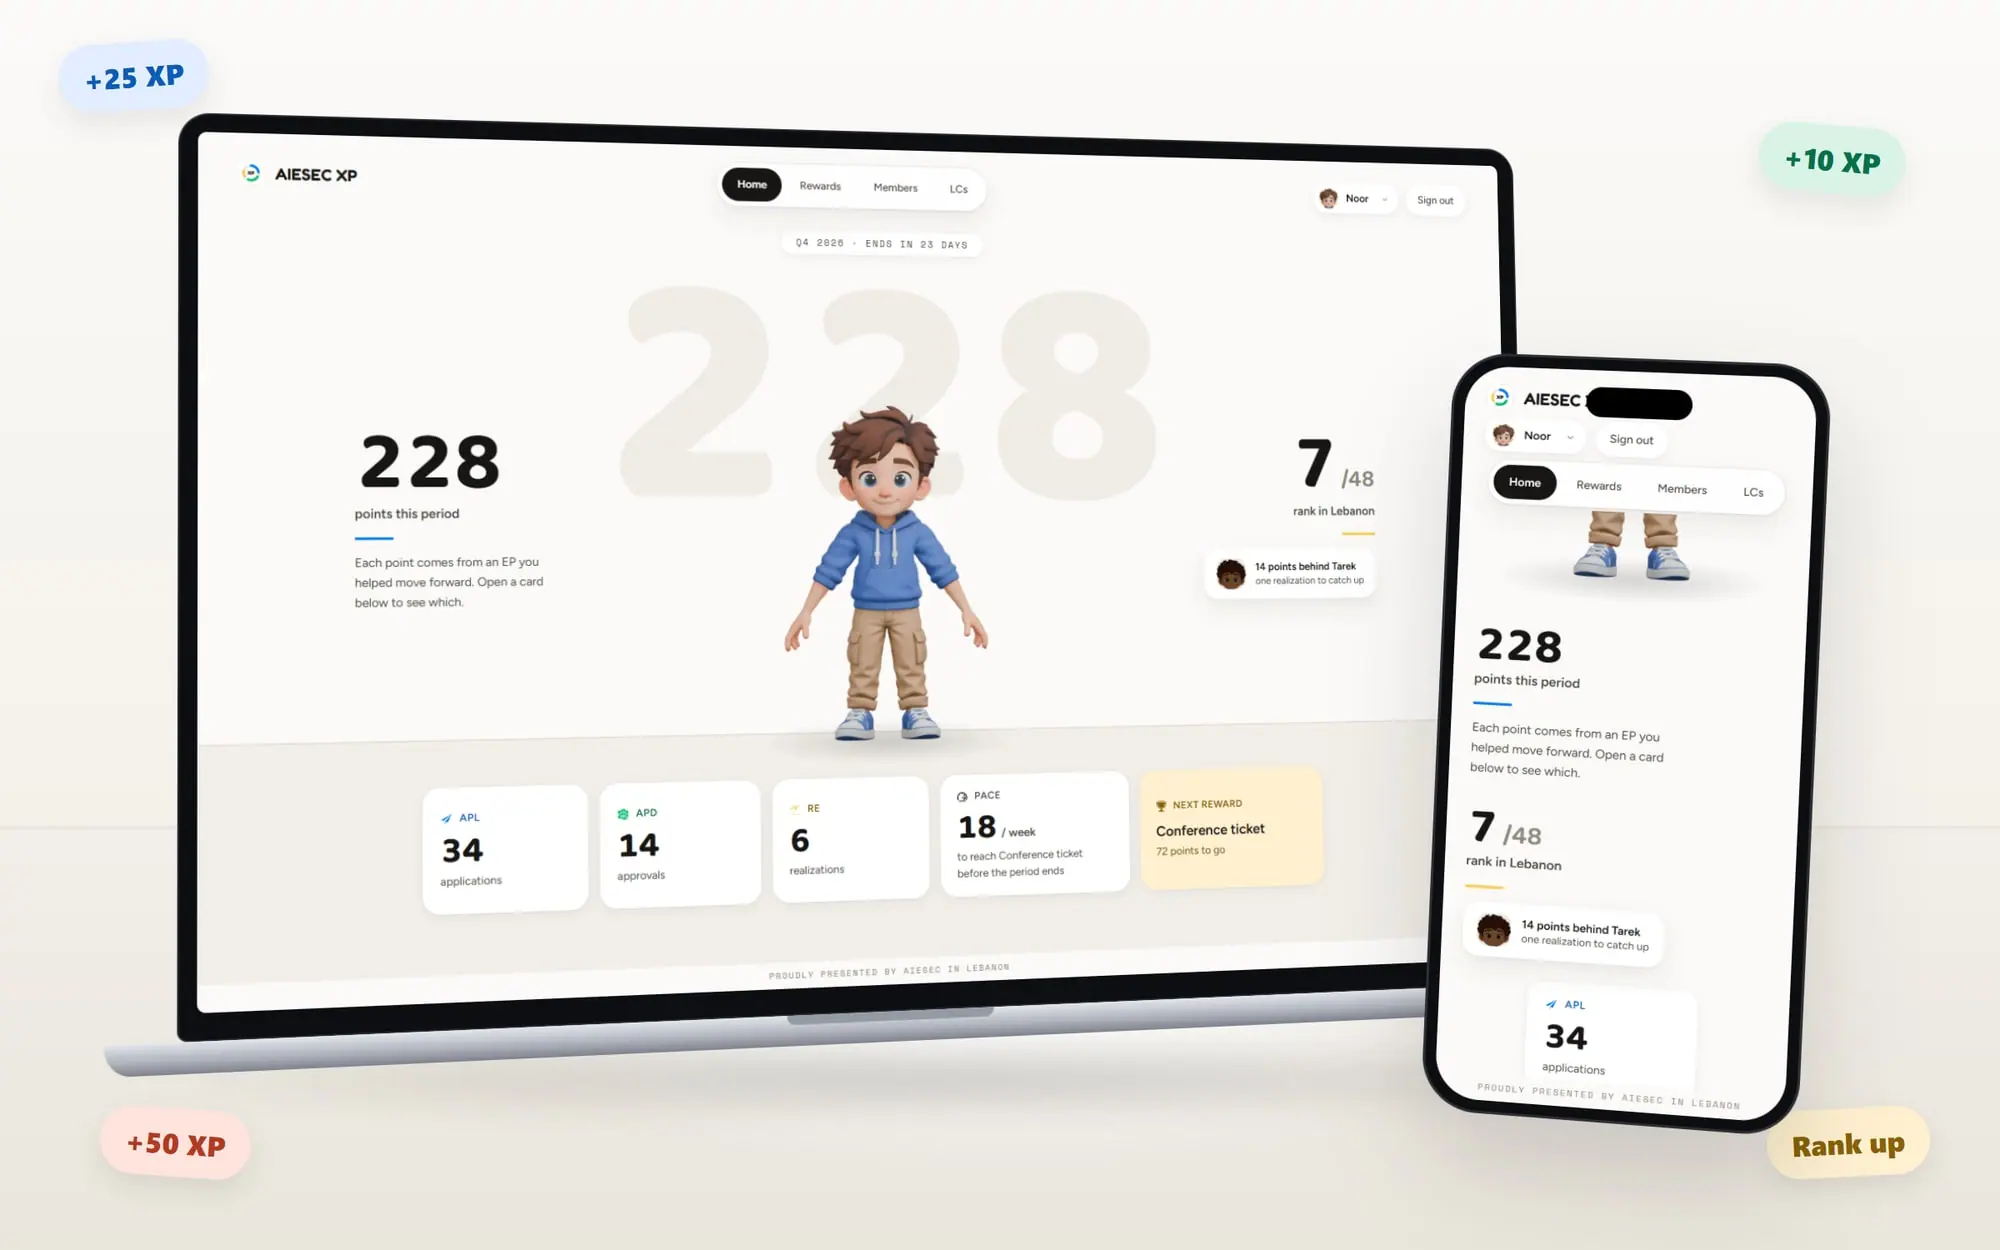 +25 XP
+10 XP
AIESEC XP
Home
Rewards
Members
LCs
Noor
Sign out
Q4 2026 · ENDS IN 23 DAYS
228
228
points this period
Each point comes from an EP you
helped move forward. Open a card
below to see which.
7 /48
rank in Lebanon
14 points behind Tarek
one realization to catch up
APL
34
applications
APD
14
approvals
RE
6
realizations
PACE
18 / week
to reach Conference ticket
before the period ends
NEXT REWARD
Conference ticket
72 points to go
PROUDLY PRESENTED BY AIESEC IN LEBANON
AIESEC
Noor
Sign out
Home
Rewards
Members
LCs
228
points this period
Each point comes from an EP you
helped move forward. Open a card
below to see which.
7 /48
rank in Lebanon
14 points behind Tarek
one realization to catch up
APL
34
applications
PROUDLY PRESENTED BY AIESEC IN LEBANON
+50 XP
Rank up